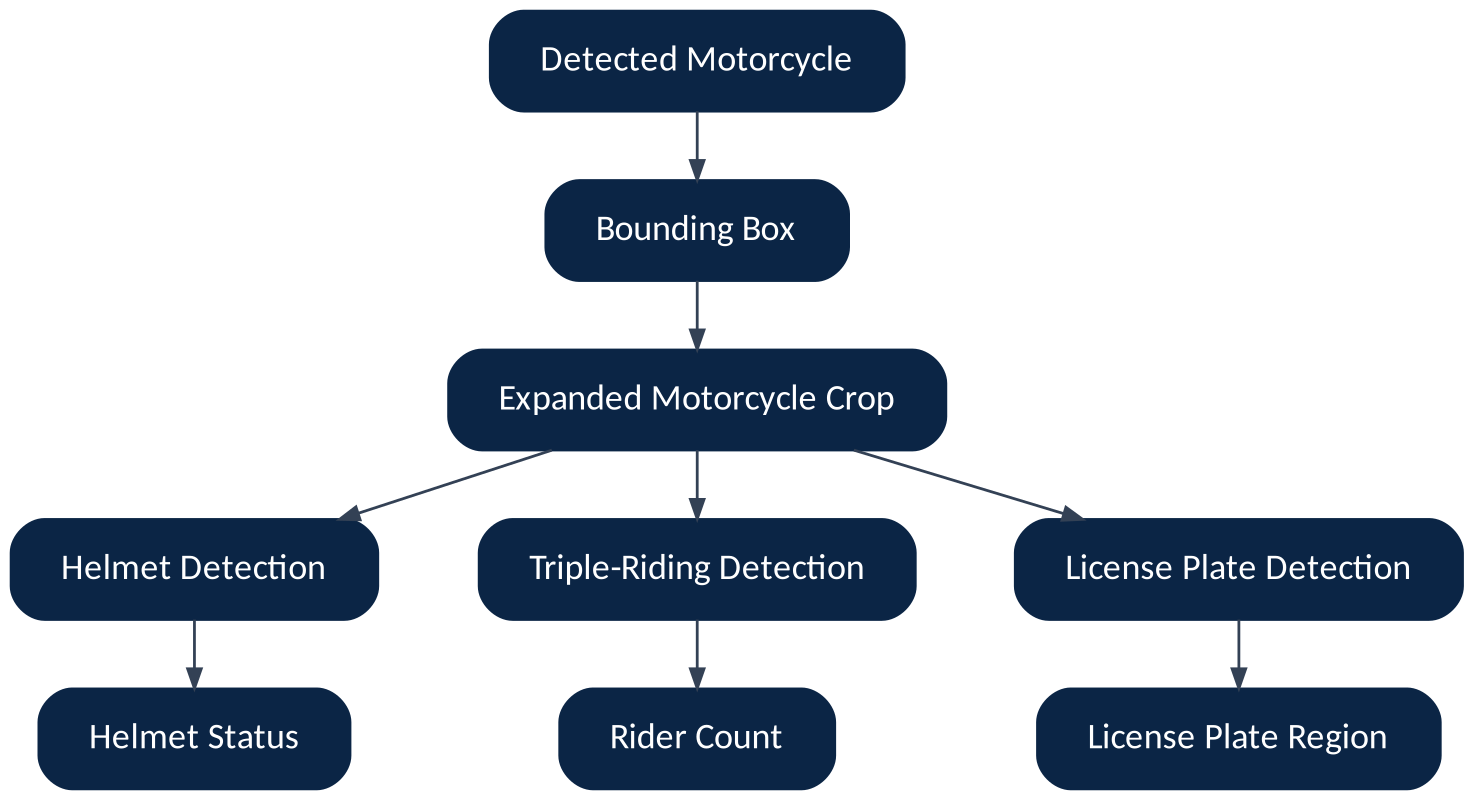 Detected Motorcycle
Bounding Box
Expanded Motorcycle Crop
Helmet Detection
Triple-Riding Detection
License Plate Detection
Helmet Status
Rider Count
License Plate Region